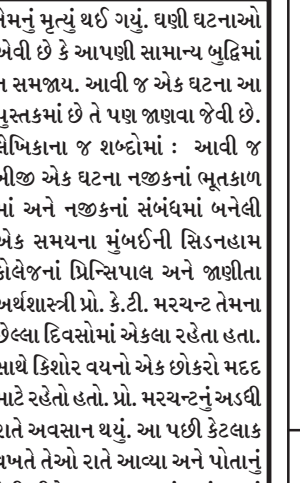 તેમનું મૃત્યું થઈ ગયું. ઘણી ઘટનાઓ
એવી છે કે આપણી સામાન્ય બુદ્વિમાં
ન સમજાય. આવી જ એક ઘટના આ
પુસ્તકમાં છે તે પણ જાણવા જેવી છે.
લેખિકાના જ શબ્દોમાં : આવી જ
બીજી એક ઘટના નજીકનાં ભૂતકાળ
માં અને નજીકનાં સંબંધમાં બનેલી
એક સમયના મુંબઈની સિડનહામ
કોલેજનાં પ્રિન્સિપાલ અને જાણીતા
અર્થશાસ્ત્રી પ્રો. કે.ટી. મરચન્ટ તેમના
છેલ્લા દિવસોમાં એકલા રહેતા હતા.
સાથે કિશોર વયનો એક છોકરો મદદ
માટે રહેતો હતો. પ્રો. મરચન્ટનું અડધી
રાતે અવસાન થયું. આ પછી કેટલાક
વખતે તેઓ રાતે આવ્યા અને પોતાનું